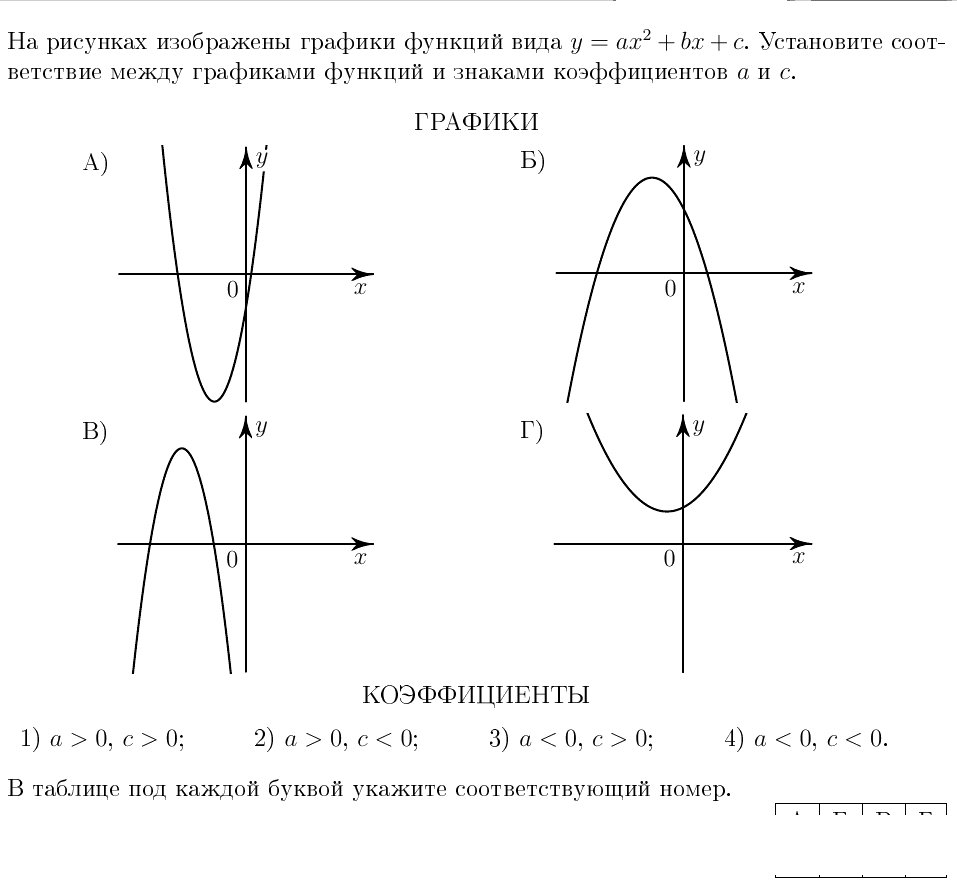 На рисунках изображены графики функций вида y = ax² + bx + c. Установите соот-
ветствие между графиками функций и знаками коэффициентов a и c.
ГРАФИКИ
А) y 0 x
Б) y 0 x
В) y 0 x
Г) y 0 x
КОЭФФИЦИЕНТЫ
1) a > 0, c > 0; 2) a > 0, c < 0; 3) a < 0, c > 0; 4) a < 0, c < 0.
В таблице под каждой буквой укажите соответствующий номер.